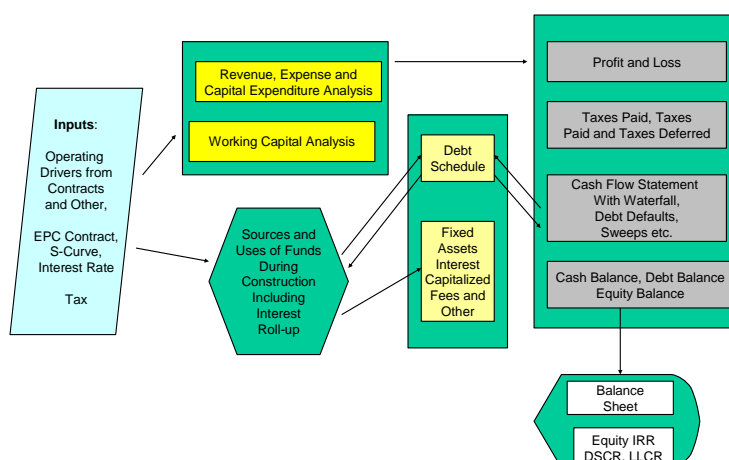 Inputs:
Operating
Drivers from
Contracts
and Other,
EPC Contract,
S-Curve,
Interest Rate
Tax
Revenue, Expense and
Capital Expenditure Analysis
Working Capital Analysis
Sources and
Uses of Funds
During
Construction
Including
Interest
Roll-up
Debt
Schedule
Fixed
Assets
Interest
Capitalized
Fees and
Other
Profit and Loss
Taxes Paid, Taxes
Paid and Taxes Deferred
Cash Flow Statement
With Waterfall,
Debt Defaults,
Sweeps etc.
Cash Balance, Debt Balance
Equity Balance
Balance
Sheet
Equity IRR
DSCR, LLCR